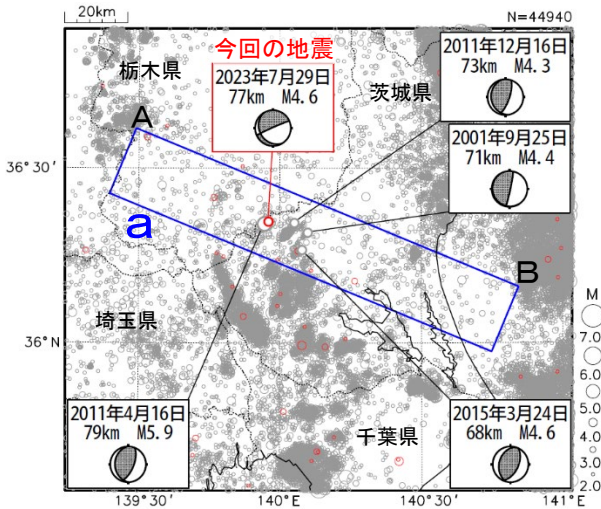 20km
N=44940
今回の地震
2023年7月29日
77km M4.6
2011年12月16日
73km M4.3
2001年9月25日
71km M4.4
栃木県
茨城県
A
36°30′
a
B
埼玉県
36°N
M
7.0
6.0
5.0
4.0
3.0
2.0
2011年4月16日
79km M5.9
千葉県
2015年3月24日
68km M4.6
139°30′
140°E
140°30′
141°E